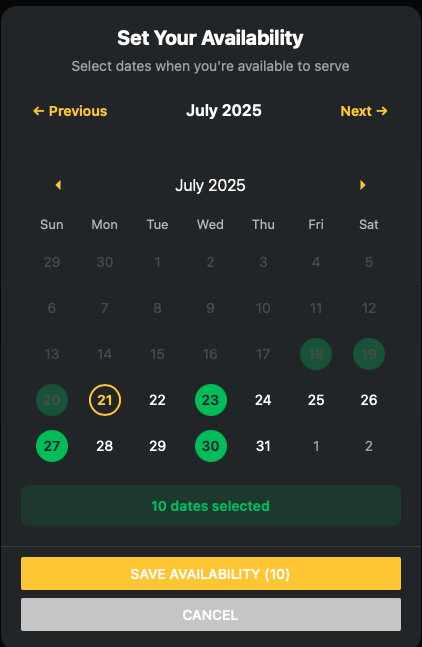 Set Your Availability
Select dates when you're available to serve
← Previous July 2025 Next →
July 2025
Sun Mon Tue Wed Thu Fri Sat
29 30 1 2 3 4 5
6 7 8 9 10 11 12
13 14 15 16 17 18 19
20 21 22 23 24 25 26
27 28 29 30 31 1 2
10 dates selected
SAVE AVAILABILITY (10)
CANCEL